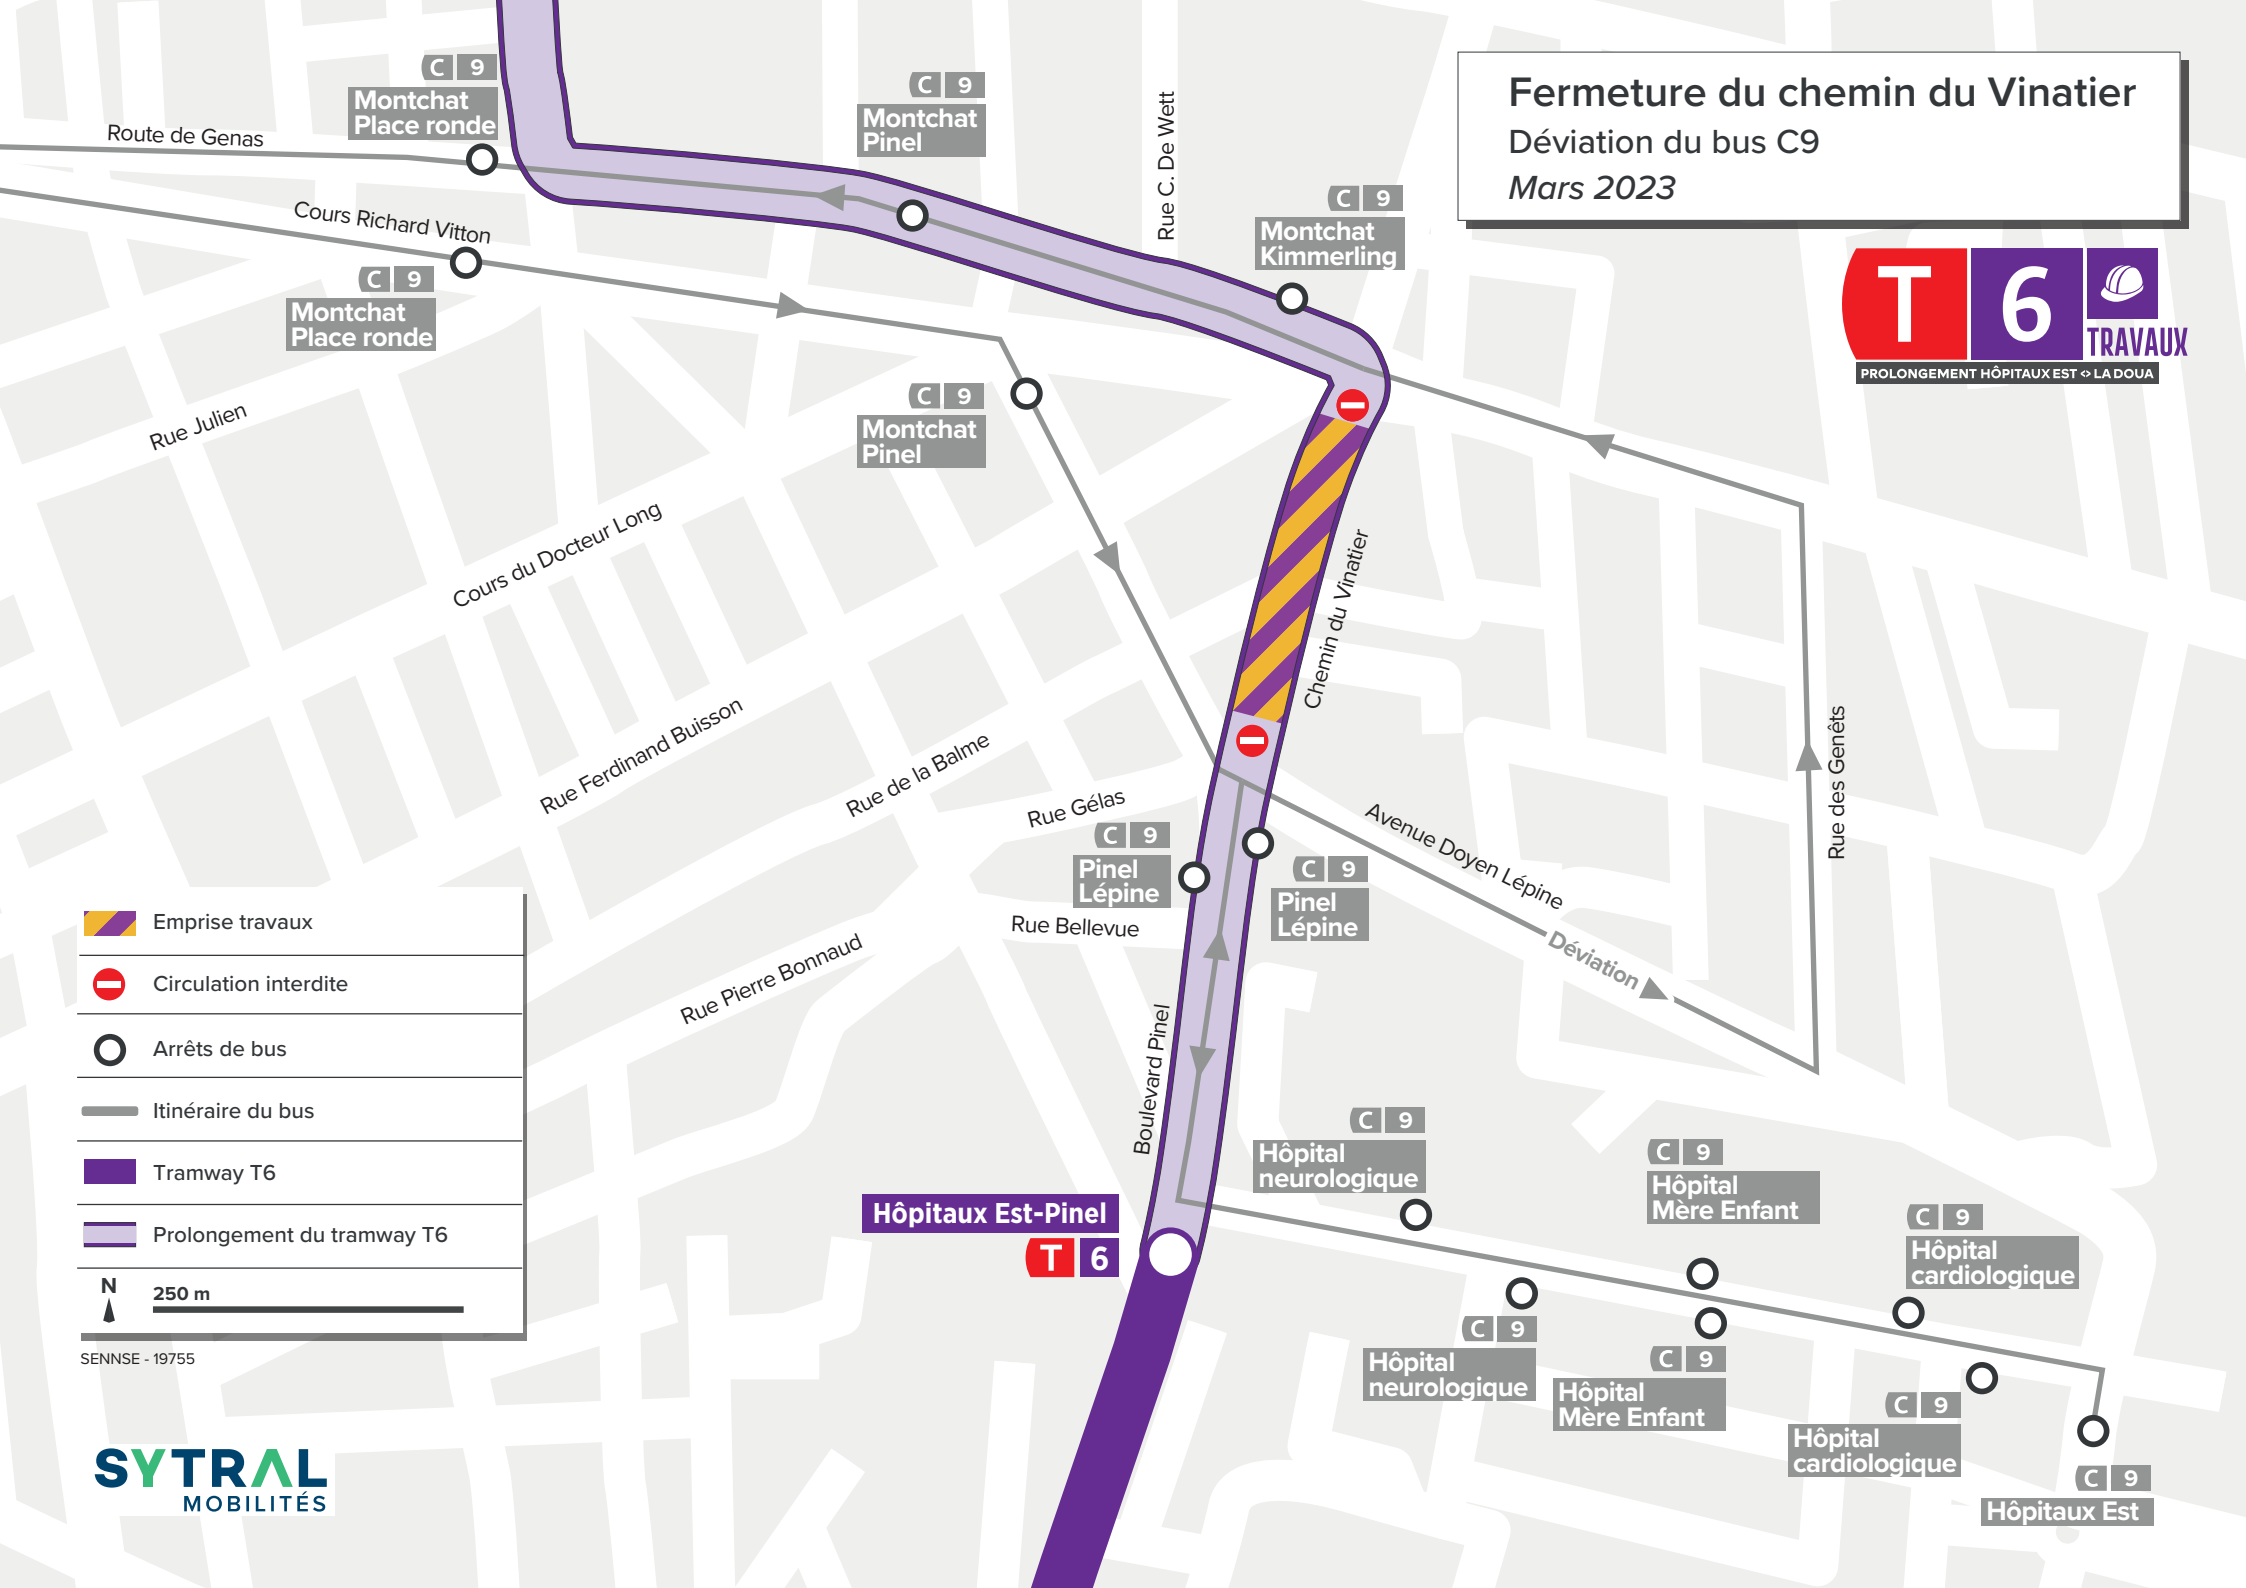 Fermeture du chemin du Vinatier
Déviation du bus C9
Mars 2023
T 6
TRAVAUX
PROLONGEMENT HÔPITAUX EST <> LA DOUA
C 9
Montchat
Place ronde
Route de Genas
C 9
Montchat
Pinel
Rue C. De Wett
C 9
Montchat
Kimmerling
Cours Richard Vitton
C 9
Montchat
Place ronde
C 9
Montchat
Pinel
Rue Julien
Cours du Docteur Long
Chemin du Vinatier
Rue Ferdinand Buisson
Rue de la Balme
Rue Gélas
C 9
Pinel
Lépine
C 9
Pinel
Lépine
Avenue Doyen Lépine
Déviation
Rue des Genêts
Rue Bellevue
Rue Pierre Bonnaud
Boulevard Pinel
C 9
Hôpital
neurologique
C 9
Hôpital
Mère Enfant
C 9
Hôpital
cardiologique
Hôpitaux Est-Pinel
T 6
C 9
Hôpital
neurologique
C 9
Hôpital
Mère Enfant
C 9
Hôpital
cardiologique
C 9
Hôpitaux Est
Emprise travaux
Circulation interdite
Arrêts de bus
Itinéraire du bus
Tramway T6
Prolongement du tramway T6
N
250 m
SENNSE - 19755
SYTRAL
MOBILITÉS